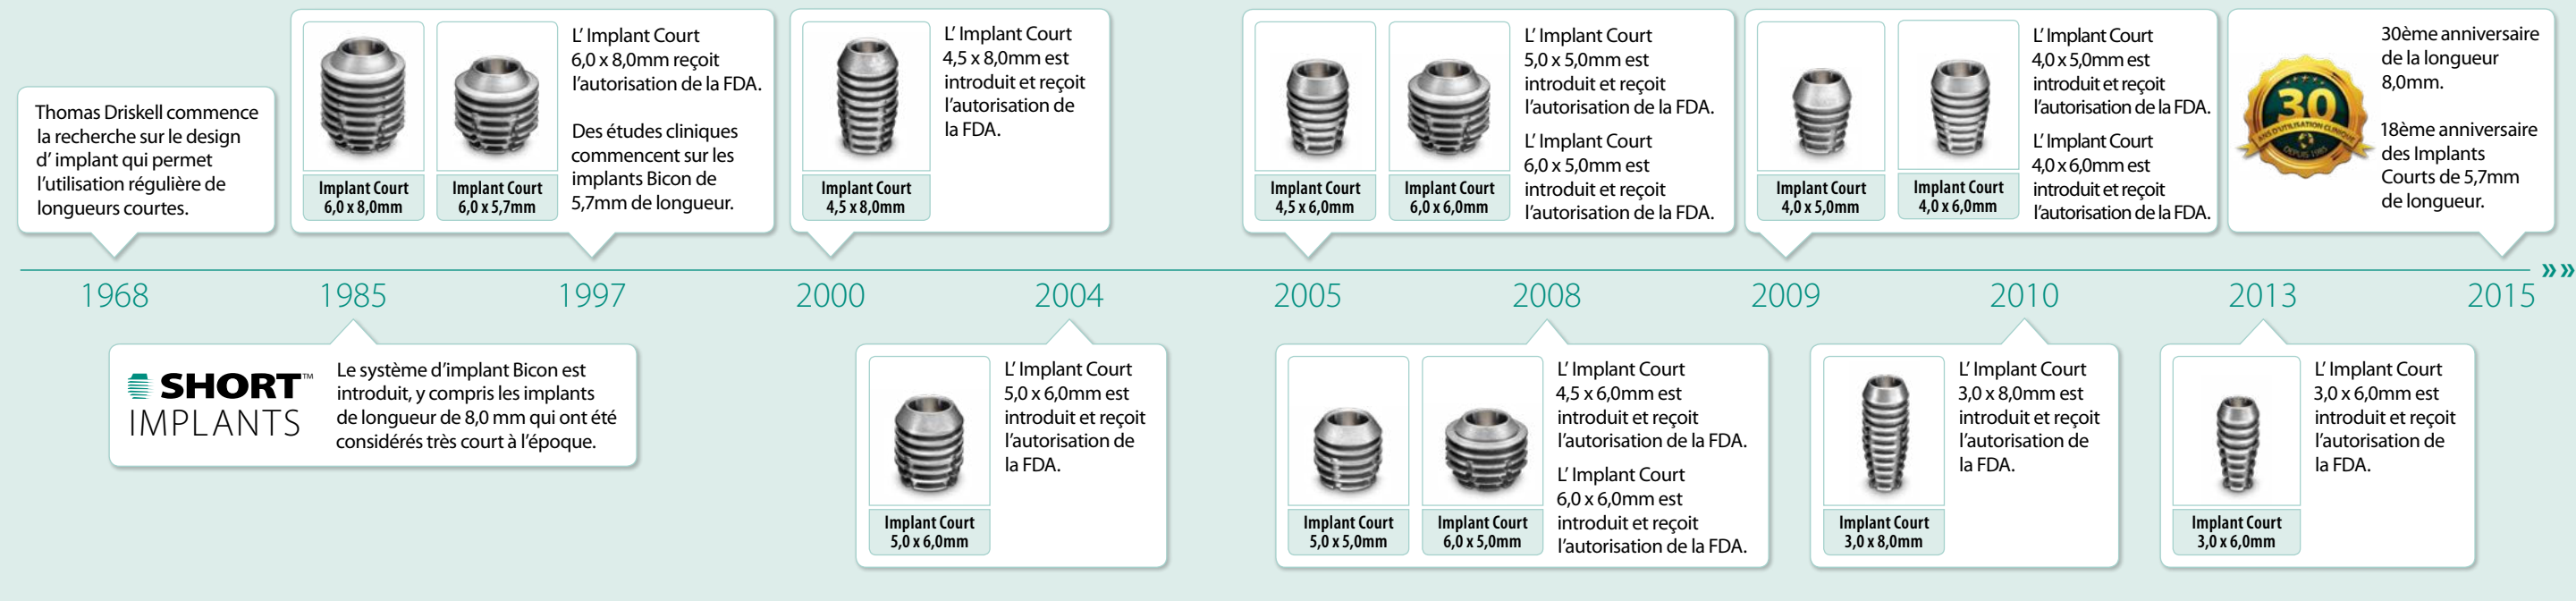 Thomas Driskell commence
la recherche sur le design
d’ implant qui permet
l’utilisation régulière de
longueurs courtes.
1968
SHORT™
IMPLANTS
Le système d’implant Bicon est
introduit, y compris les implants
de longueur de 8,0 mm qui ont été
considérés très court à l’époque.
1985
Implant Court
6,0 x 8,0mm
Implant Court
6,0 x 5,7mm
L’ Implant Court
6,0 x 8,0mm reçoit
l’autorisation de la FDA.
Des études cliniques
commencent sur les
implants Bicon de
5,7mm de longueur.
1997
Implant Court
4,5 x 8,0mm
L’ Implant Court
4,5 x 8,0mm est
introduit et reçoit
l’autorisation de
la FDA.
2000
Implant Court
5,0 x 6,0mm
L’ Implant Court
5,0 x 6,0mm est
introduit et reçoit
l’autorisation de
la FDA.
2004
Implant Court
4,5 x 6,0mm
Implant Court
6,0 x 6,0mm
L’ Implant Court
5,0 x 5,0mm est
introduit et reçoit
l’autorisation de la FDA.
L’ Implant Court
6,0 x 5,0mm est
introduit et reçoit
l’autorisation de la FDA.
2005
Implant Court
5,0 x 5,0mm
Implant Court
6,0 x 5,0mm
L’ Implant Court
4,5 x 6,0mm est
introduit et reçoit
l’autorisation de la FDA.
L’ Implant Court
6,0 x 6,0mm est
introduit et reçoit
l’autorisation de la FDA.
2008
Implant Court
4,0 x 5,0mm
Implant Court
4,0 x 6,0mm
L’ Implant Court
4,0 x 5,0mm est
introduit et reçoit
l’autorisation de la FDA.
L’ Implant Court
4,0 x 6,0mm est
introduit et reçoit
l’autorisation de la FDA.
2009
Implant Court
3,0 x 8,0mm
L’ Implant Court
3,0 x 8,0mm est
introduit et reçoit
l’autorisation de
la FDA.
2010
Implant Court
3,0 x 6,0mm
L’ Implant Court
3,0 x 6,0mm est
introduit et reçoit
l’autorisation de
la FDA.
2013
30
ANS D'UTILISATION CLINIQUE
DEPUIS 1985
30ème anniversaire
de la longueur
8,0mm.
18ème anniversaire
des Implants
Courts de 5,7mm
de longueur.
2015
»»